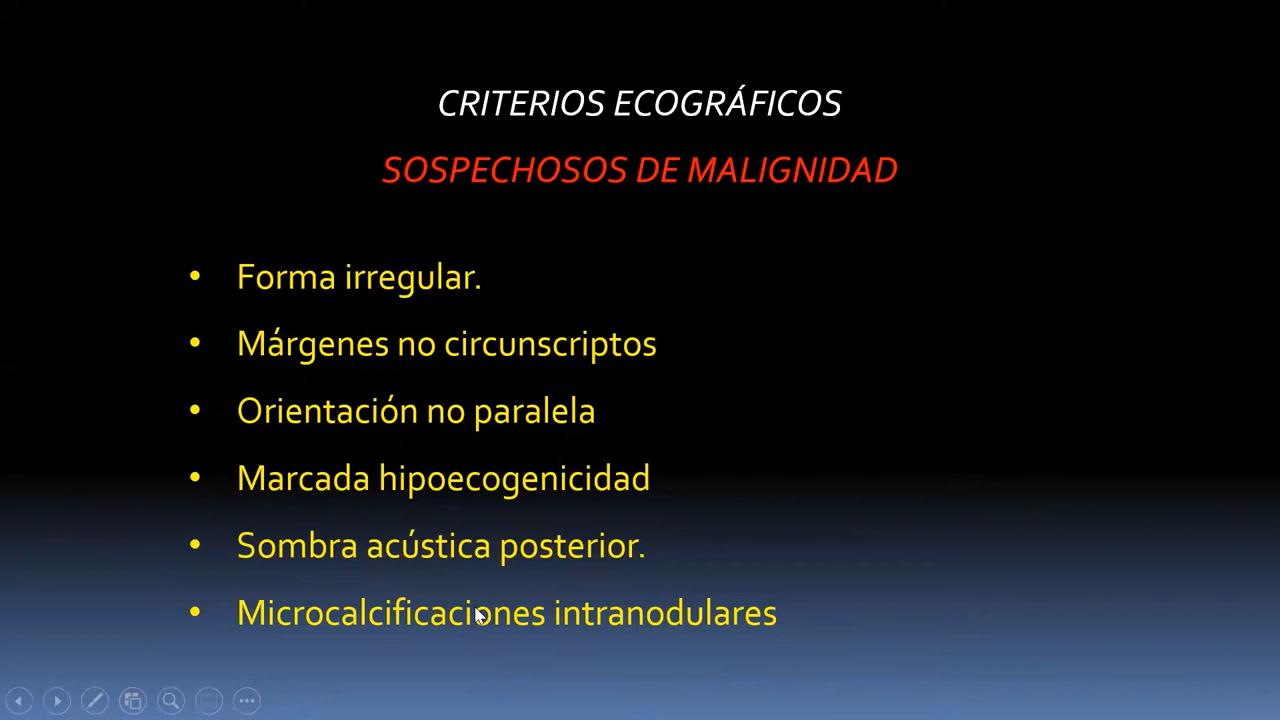 CRITERIOS ECOGRÁFICOS
SOSPECHOSOS DE MALIGNIDAD
• Forma irregular.
• Márgenes no circunscriptos
• Orientación no paralela
• Marcada hipoecogenicidad
• Sombra acústica posterior.
• Microcalcificaciones intranodulares